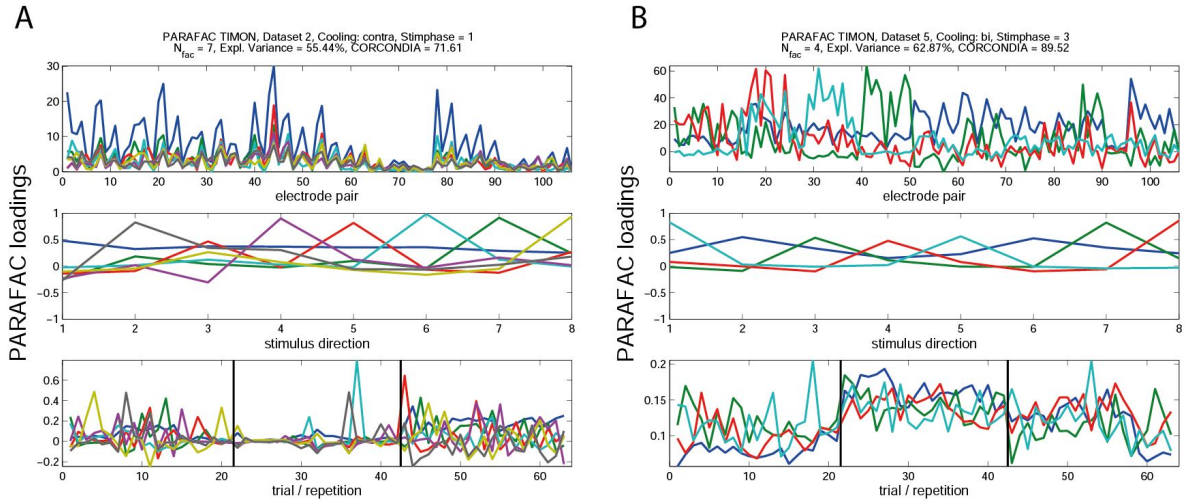 A
PARAFAC TIMON, Dataset 2, Cooling: contra, Stimphase = 1
N_fac = 7, Expl. Variance = 55.44%, CORCONDIA = 71.61
30
20
10
0
0 10 20 30 40 50 60 70 80 90 100
electrode pair
1
0.5
0
−0.5
−1
1 2 3 4 5 6 7 8
stimulus direction
0.6
0.4
0.2
0
−0.2
0 10 20 30 40 50 60
trial / repetition
PARAFAC loadings
B
PARAFAC TIMON, Dataset 5, Cooling: bi, Stimphase = 3
N_fac = 4, Expl. Variance = 62.87%, CORCONDIA = 89.52
60
40
20
0
0 10 20 30 40 50 60 70 80 90 100
electrode pair
1
0.5
0
−0.5
−1
1 2 3 4 5 6 7 8
stimulus direction
0.2
0.15
0.1
0 10 20 30 40 50 60
trial / repetition
PARAFAC loadings